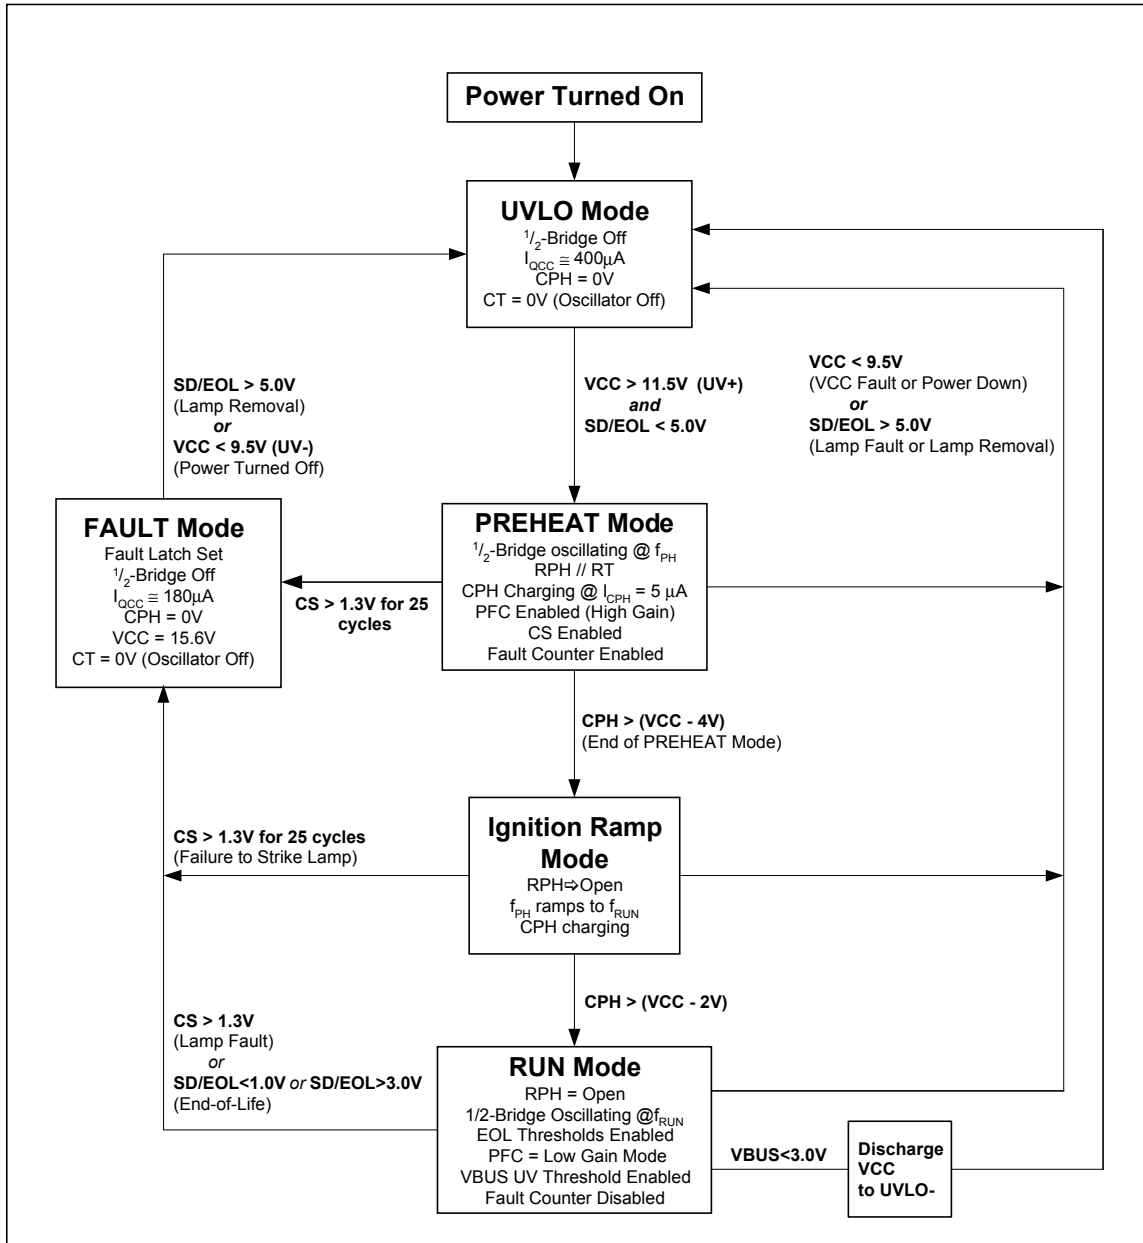 Power Turned On
UVLO Mode
1/2-Bridge Off
IQCC ≅ 400μA
CPH = 0V
CT = 0V (Oscillator Off)
SD/EOL > 5.0V
(Lamp Removal)
or
VCC < 9.5V (UV-)
(Power Turned Off)
VCC > 11.5V (UV+)
and
SD/EOL < 5.0V
VCC < 9.5V
(VCC Fault or Power Down)
or
SD/EOL > 5.0V
(Lamp Fault or Lamp Removal)
FAULT Mode
Fault Latch Set
1/2-Bridge Off
IQCC ≅ 180μA
CPH = 0V
VCC = 15.6V
CT = 0V (Oscillator Off)
CS > 1.3V for 25
cycles
PREHEAT Mode
1/2-Bridge oscillating @ fPH
RPH // RT
CPH Charging @ ICPH = 5 μA
PFC Enabled (High Gain)
CS Enabled
Fault Counter Enabled
CPH > (VCC - 4V)
(End of PREHEAT Mode)
CS > 1.3V for 25 cycles
(Failure to Strike Lamp)
Ignition Ramp
Mode
RPH⇨Open
fPH ramps to fRUN
CPH charging
CPH > (VCC - 2V)
CS > 1.3V
(Lamp Fault)
or
SD/EOL<1.0V or SD/EOL>3.0V
(End-of-Life)
RUN Mode
RPH = Open
1/2-Bridge Oscillating @fRUN
EOL Thresholds Enabled
PFC = Low Gain Mode
VBUS UV Threshold Enabled
Fault Counter Disabled
VBUS<3.0V
Discharge
VCC
to UVLO-